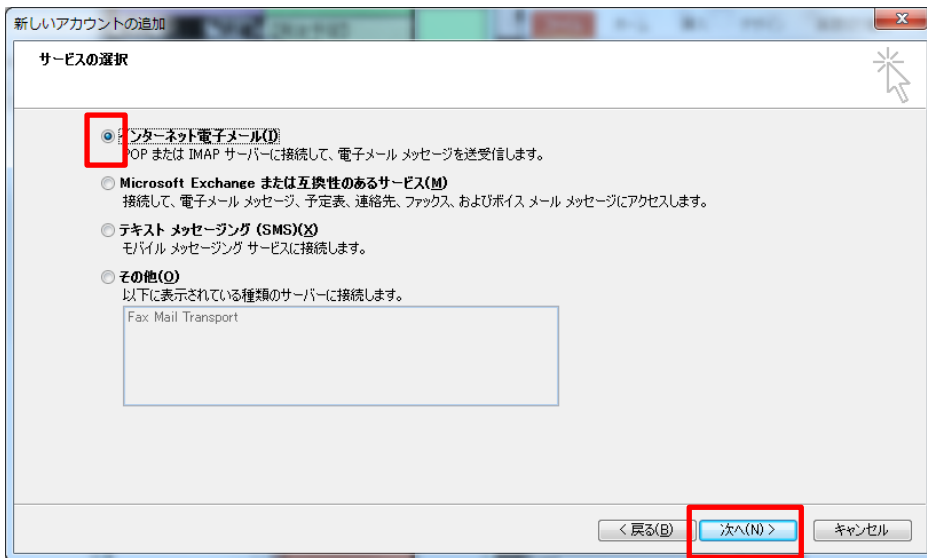 新しいアカウントの追加
サービスの選択
インターネット電子メール(I)
POP または IMAP サーバーに接続して、電子メール メッセージを送受信します。
Microsoft Exchange または互換性のあるサービス(M)
接続して、電子メール メッセージ、予定表、連絡先、ファックス、およびボイス メール メッセージにアクセスします。
テキスト メッセージング (SMS)(X)
モバイル メッセージング サービスに接続します。
その他(O)
以下に表示されている種類のサーバーに接続します。
Fax Mail Transport
< 戻る(B)
次へ(N) >
キャンセル